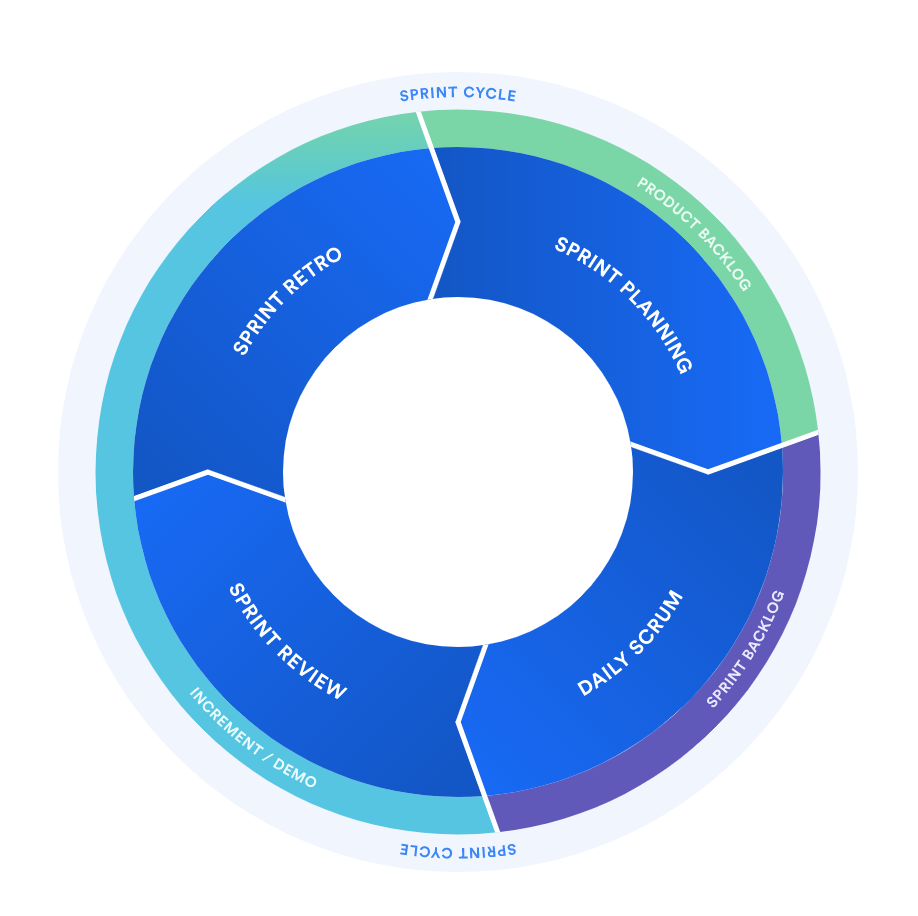 SPRINT CYCLE
PRODUCT BACKLOG
SPRINT PLANNING
SPRINT RETRO
DAILY SCRUM
SPRINT BACKLOG
SPRINT REVIEW
INCREMENT / DEMO
SPRINT CYCLE